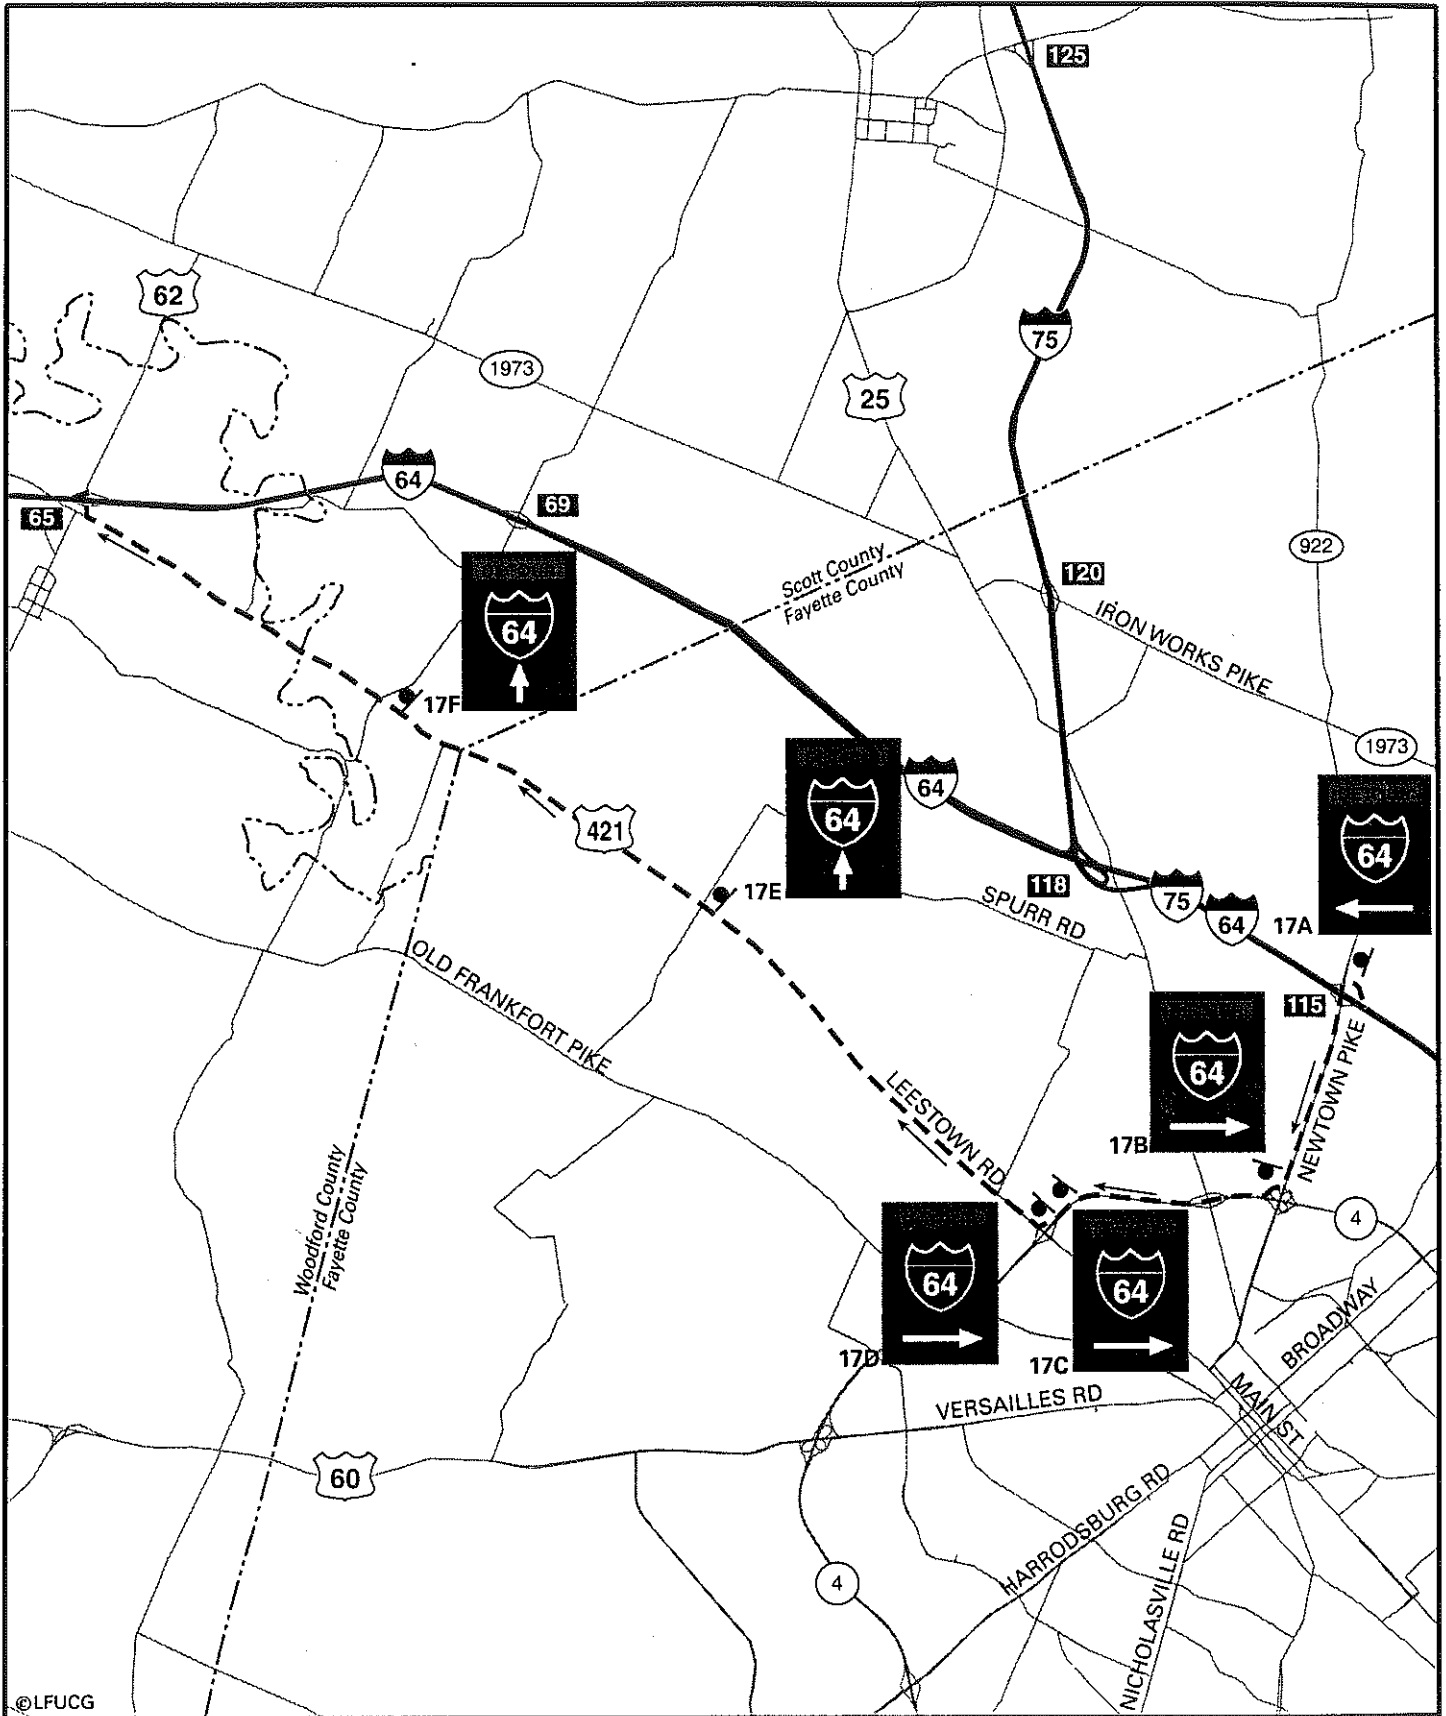 125
62
75
1973
25
64
65
69
922
Scott County
Fayette County
120
IRON WORKS PIKE
64
17F
1973
64
64
421
64
17E
118
SPURR RD
75
64
17A
OLD FRANKFORT PIKE
115
64
NEWTOWN PIKE
LEESTOWN RD
17B
Woodford County
Fayette County
4
64
64
BROADWAY
17D
17C
MAIN ST
VERSAILLES RD
60
HARRODSBURG RD
NICHOLASVILLE RD
4
©LFUCG